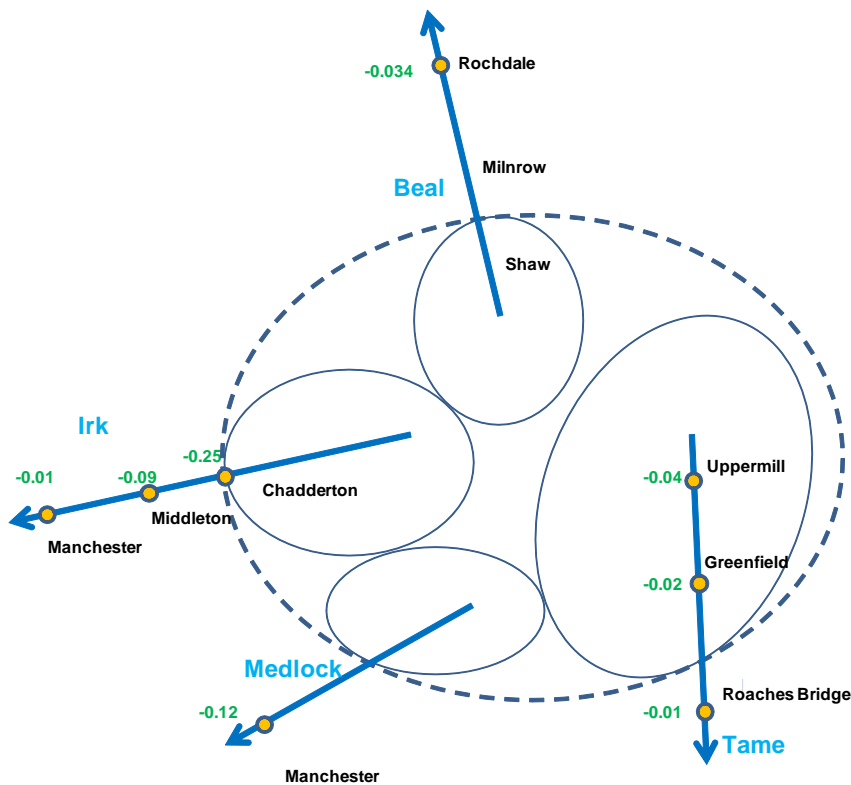 Rochdale
-0.034
Milnrow
Beal
Shaw
Irk
-0.25
-0.01
-0.09
Uppermill
-0.04
Chadderton
Middleton
Manchester
Greenfield
-0.02
Medlock
Roaches Bridge
-0.12
-0.01
Tame
Manchester